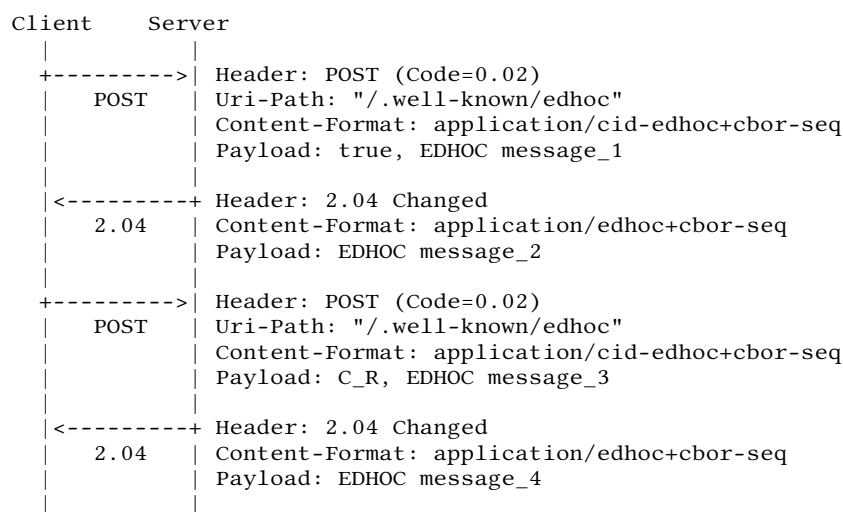 Client Server
Header: POST (Code=0.02)
POST Uri-Path: "/.well-known/edhoc"
Content-Format: application/cid-edhoc+cbor-seq
Payload: true, EDHOC message_1
Header: 2.04 Changed
2.04 Content-Format: application/edhoc+cbor-seq
Payload: EDHOC message_2
Header: POST (Code=0.02)
POST Uri-Path: "/.well-known/edhoc"
Content-Format: application/cid-edhoc+cbor-seq
Payload: C_R, EDHOC message_3
Header: 2.04 Changed
2.04 Content-Format: application/edhoc+cbor-seq
Payload: EDHOC message_4